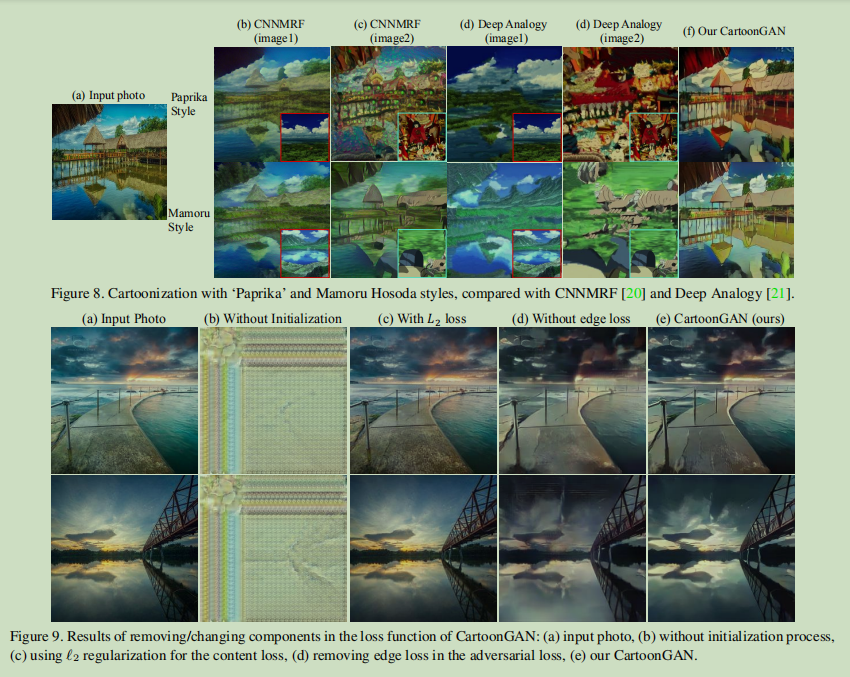 (b) CNNMRF (c) CNNMRF (d) Deep Analogy (d) Deep Analogy (f) Our CartoonGAN
(image1) (image2) (image1) (image2)
(a) Input photo
Paprika
Style
Mamoru
Style
Figure 8. Cartoonization with ‘Paprika’ and Mamoru Hosoda styles, compared with CNNMRF [20] and Deep Analogy [21].
(a) Input Photo (b) Without Initialization (c) With L₂ loss (d) Without edge loss (e) CartoonGAN (ours)
Figure 9. Results of removing/changing components in the loss function of CartoonGAN: (a) input photo, (b) without initialization process,
(c) using ℓ₂ regularization for the content loss, (d) removing edge loss in the adversarial loss, (e) our CartoonGAN.